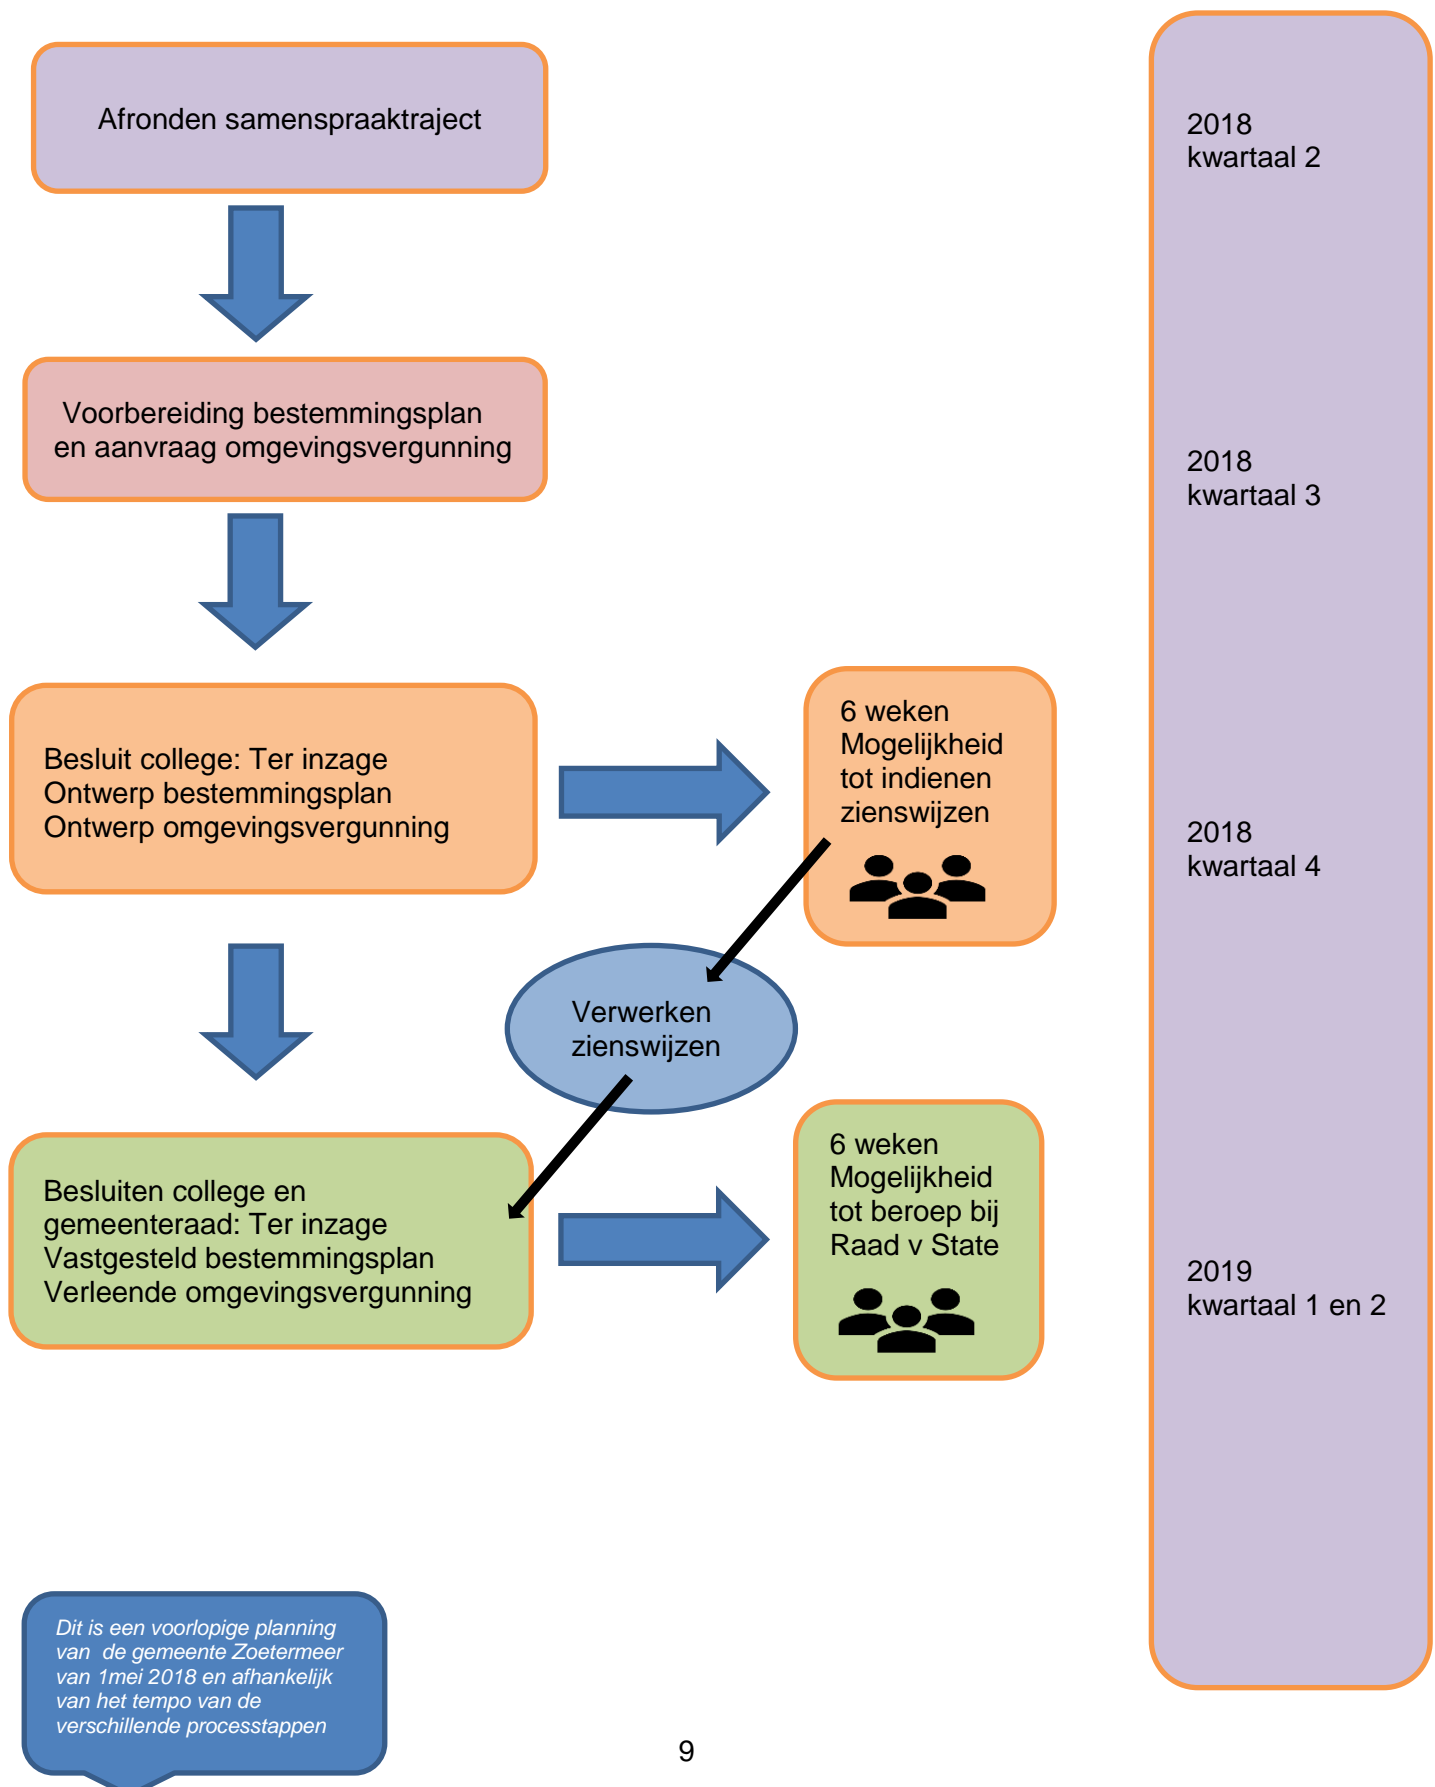 Afronden samenspraaktraject
2018
kwartaal 2
Voorbereiding bestemmingsplan
en aanvraag omgevingsvergunning
2018
kwartaal 3
Besluit college: Ter inzage
Ontwerp bestemmingsplan
Ontwerp omgevingsvergunning
6 weken
Mogelijkheid
tot indienen
zienswijzen
2018
kwartaal 4
Verwerken
zienswijzen
Besluiten college en
gemeenteraad: Ter inzage
Vastgesteld bestemmingsplan
Verleende omgevingsvergunning
6 weken
Mogelijkheid
tot beroep bij
Raad v State
2019
kwartaal 1 en 2
Dit is een voorlopige planning
van de gemeente Zoetermeer
van 1mei 2018 en afhankelijk
van het tempo van de
verschillende processtappen
9